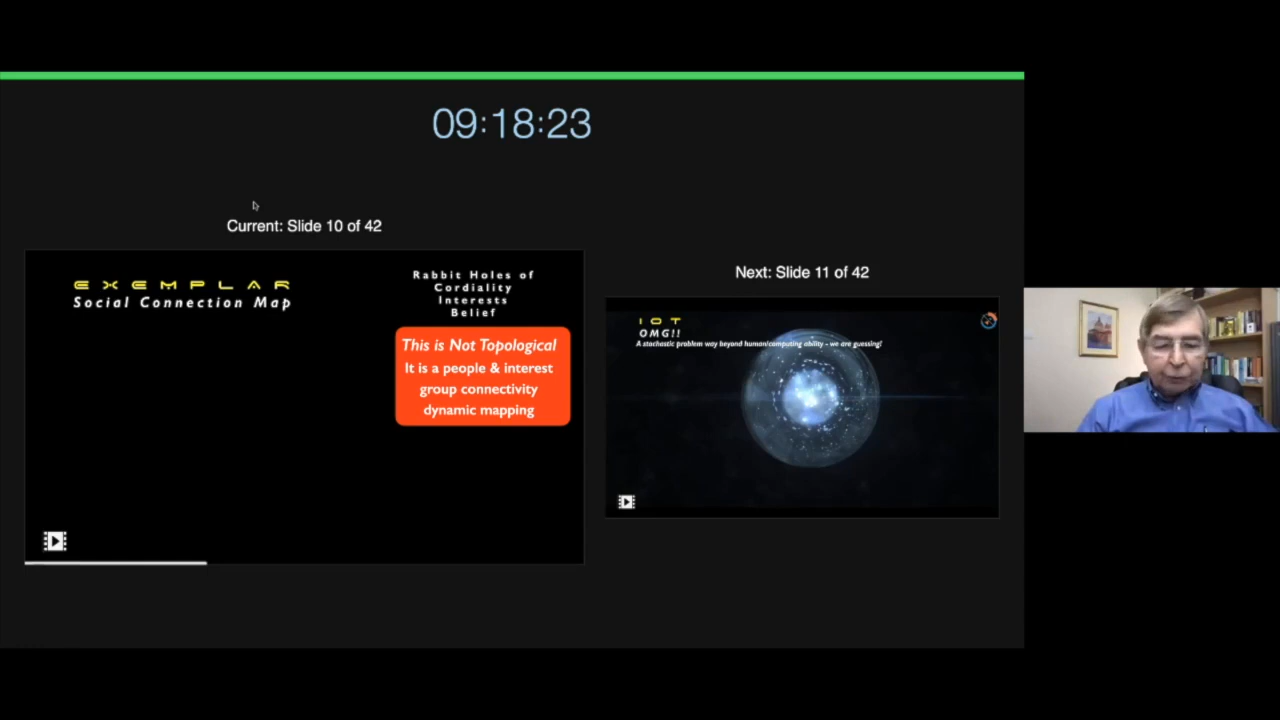 09:18:23
Current: Slide 10 of 42
EXEMPLAR
Social Connection Map
Rabbit Holes of
Cordiality
Interests
Belief
This is Not Topological
It is a people & interest
group connectivity
dynamic mapping
Next: Slide 11 of 42
IOT
OMG!!
A stochastic problem way beyond human/computing ability - we are guessing!